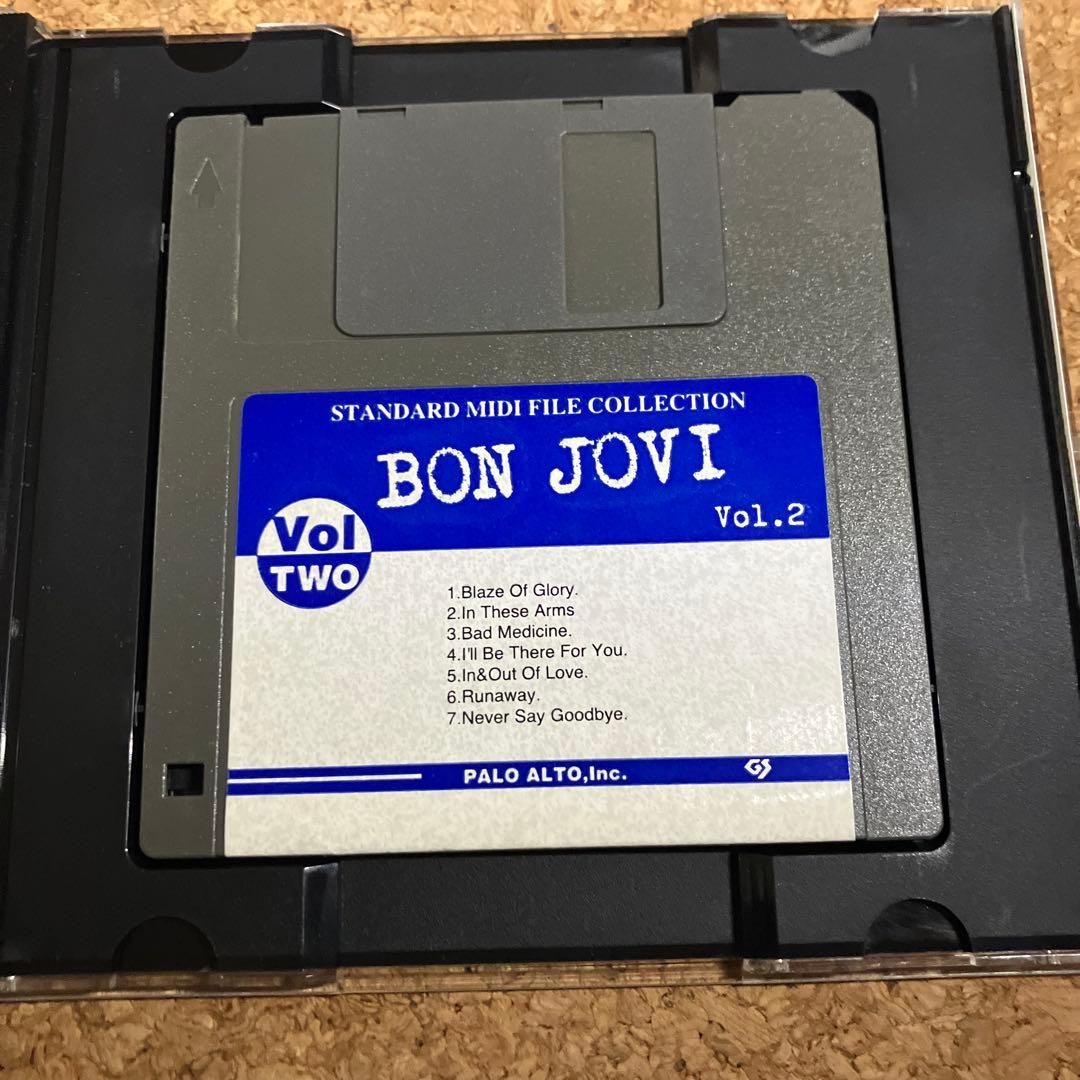 STANDARD MIDI FILE COLLECTION
BON JOVI
Vol.2
Vol
TWO
1.Blaze Of Glory.
2.In These Arms
3.Bad Medicine.
4.I'll Be There For You.
5.In&Out Of Love.
6.Runaway.
7.Never Say Goodbye.
PALO ALTO,Inc.
GS